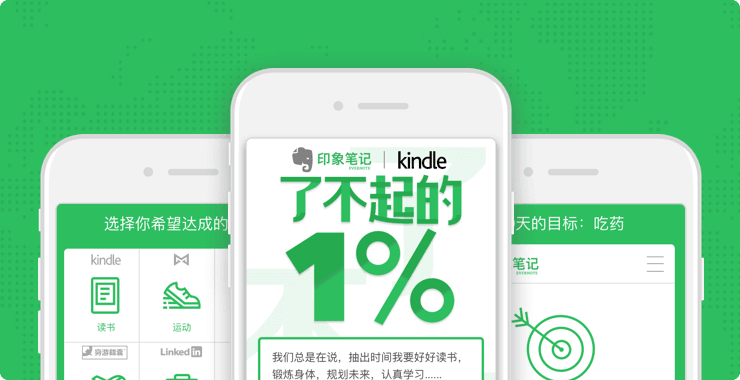 印象笔记
EVERNOTE
kindle
了不起的
1%
我们总是在说，抽出时间我要好好读书，
锻炼身体，规划未来，认真学习......
选择你希望达成的
kindle
读书
运动
穷游锦囊
LinkedIn
天的目标：吃药
笔记
EVERNOTE